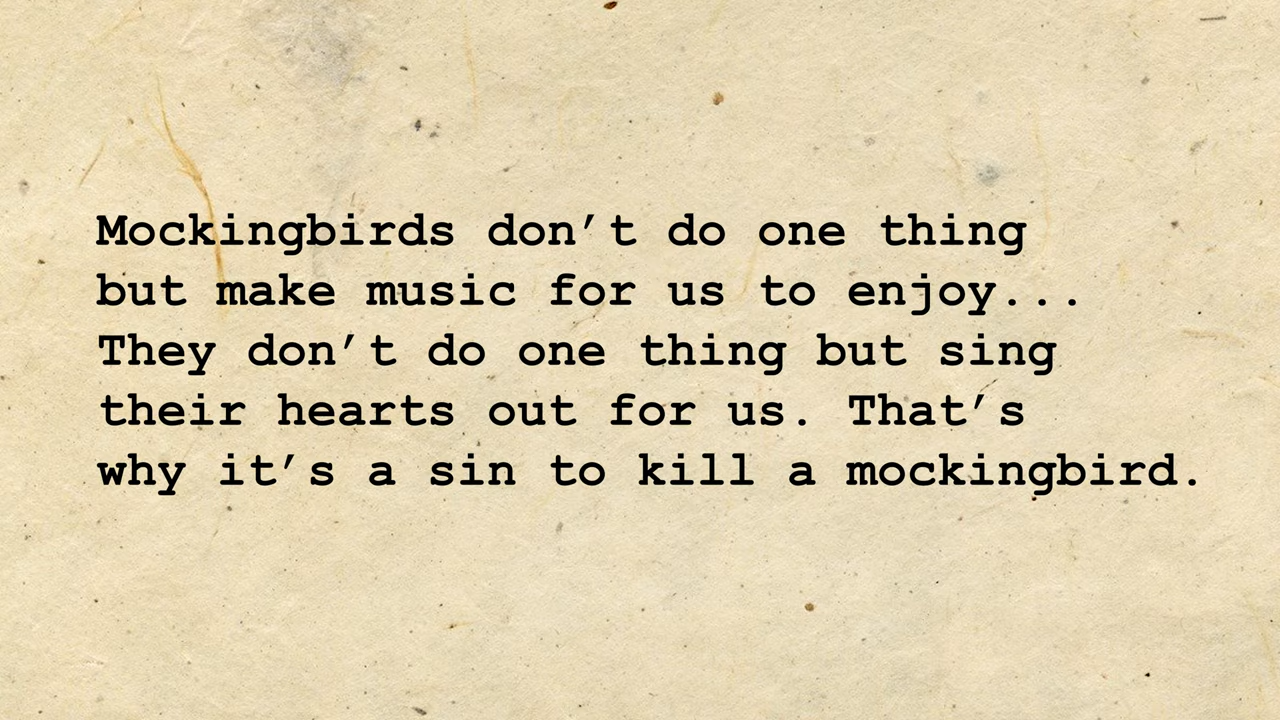 Mockingbirds don’t do one thing
but make music for us to enjoy...
They don’t do one thing but sing
their hearts out for us. That’s
why it’s a sin to kill a mockingbird.